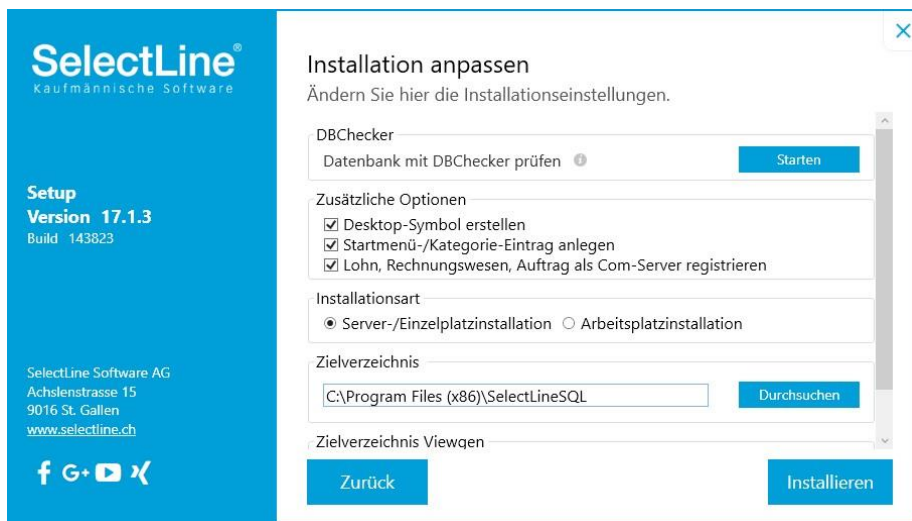 SelectLine®
Kaufmännische Software
Setup
Version 17.1.3
Build 143823
SelectLine Software AG
Achslenstrasse 15
9016 St. Gallen
www.selectline.ch
Installation anpassen
Ändern Sie hier die Installationseinstellungen.
DBChecker
Datenbank mit DBChecker prüfen
Starten
Zusätzliche Optionen
Desktop-Symbol erstellen
Startmenü-/Kategorie-Eintrag anlegen
Lohn, Rechnungswesen, Auftrag als Com-Server registrieren
Installationsart
Server-/Einzelplatzinstallation Arbeitsplatzinstallation
Zielverzeichnis
C:\Program Files (x86)\SelectLineSQL
Durchsuchen
Zielverzeichnis Viewgen
Zurück
Installieren